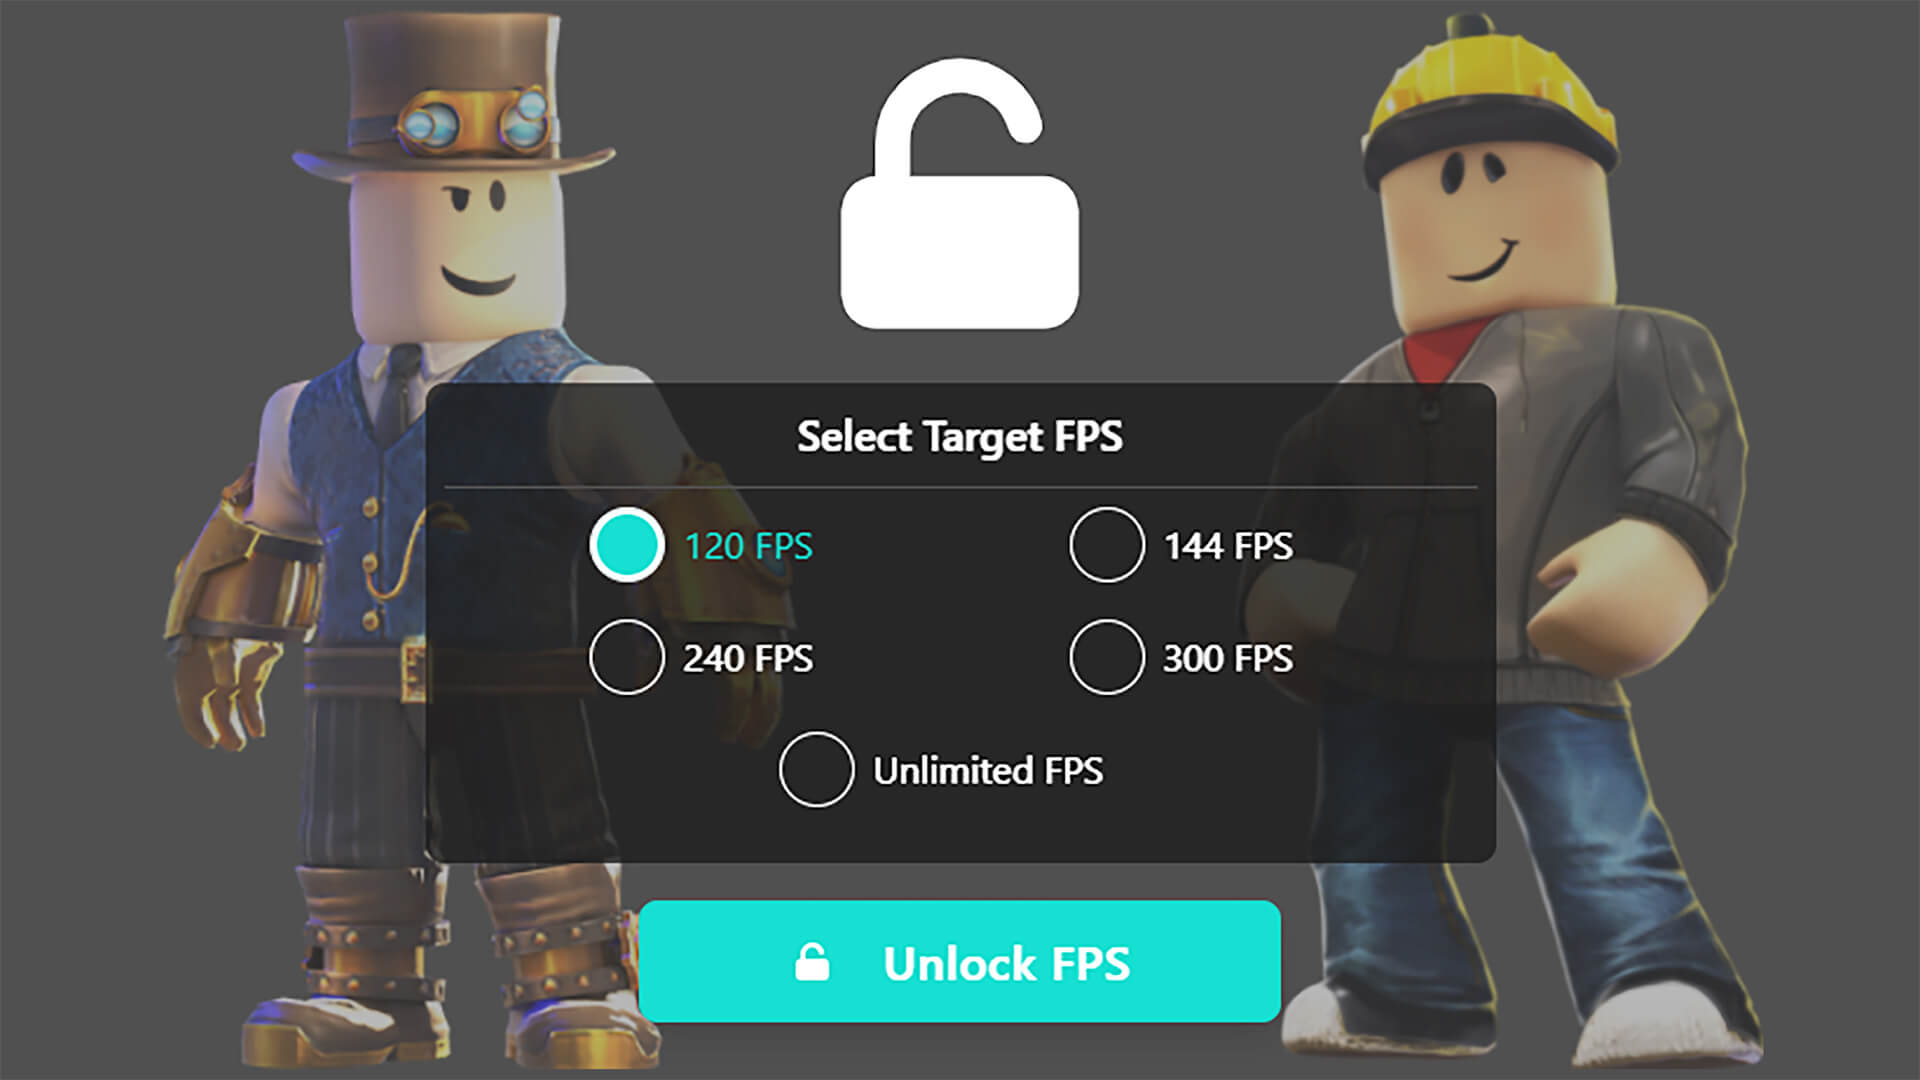 Select Target FPS
120 FPS
144 FPS
240 FPS
300 FPS
Unlimited FPS
Unlock FPS